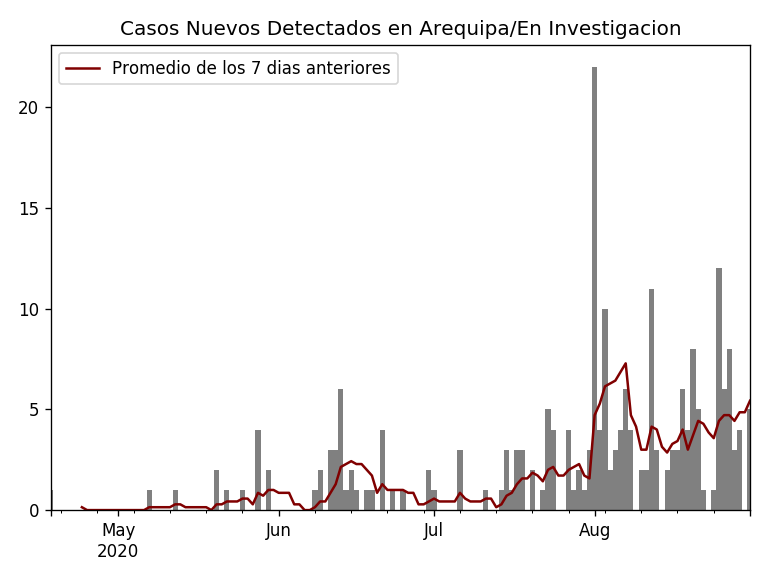 Casos Nuevos Detectados en Arequipa/En Investigacion
Promedio de los 7 dias anteriores
20
15
10
5
0
May Jun Jul Aug
2020